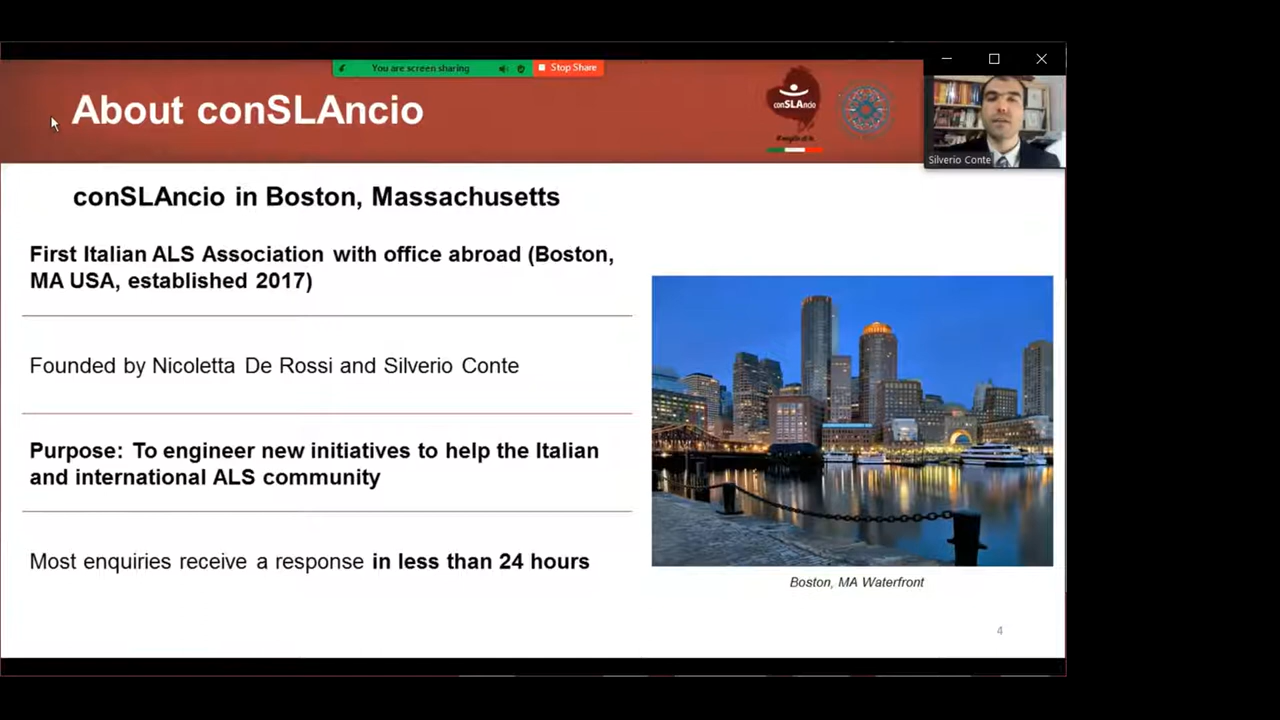 You are screen sharing
Stop Share
About conSLAncio
conSLAncio
Silverio Conte
conSLAncio in Boston, Massachusetts
First Italian ALS Association with office abroad (Boston,
MA USA, established 2017)
Founded by Nicoletta De Rossi and Silverio Conte
Purpose: To engineer new initiatives to help the Italian
and international ALS community
Most enquiries receive a response in less than 24 hours
Boston, MA Waterfront
4